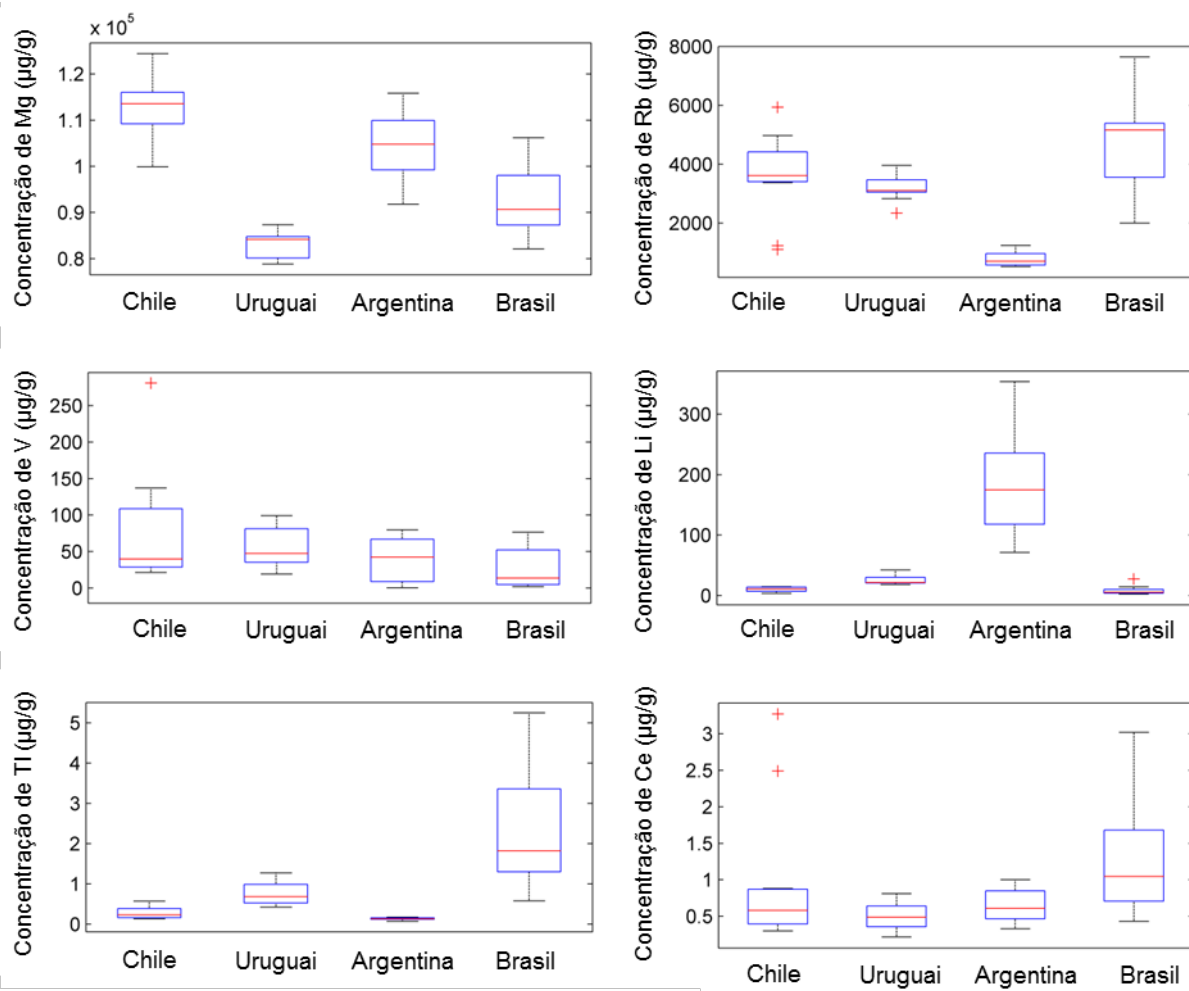 x 10⁵
Concentração de Mg (µg/g)
1.2
1.1
1
0.9
0.8
Chile Uruguai Argentina Brasil
Concentração de Rb (µg/g)
8000
6000
4000
2000
Chile Uruguai Argentina Brasil
Concentração de V (µg/g)
250
200
150
100
50
0
Chile Uruguai Argentina Brasil
Concentração de Li (µg/g)
300
200
100
0
Chile Uruguai Argentina Brasil
Concentração de Tl (µg/g)
5
4
3
2
1
0
Chile Uruguai Argentina Brasil
Concentração de Ce (µg/g)
3
2.5
2
1.5
1
0.5
Chile Uruguai Argentina Brasil